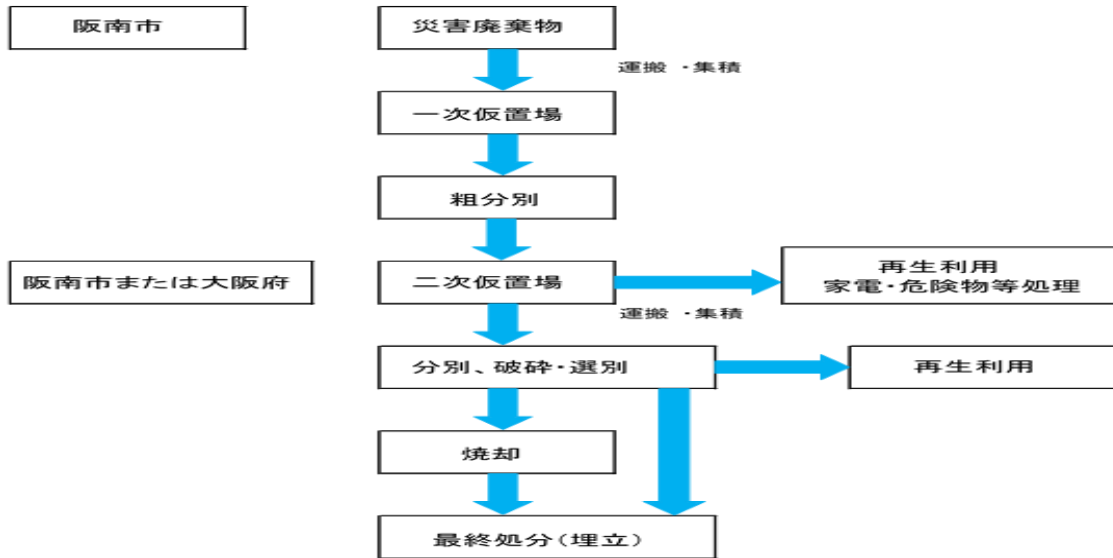 阪南市
災害廃棄物
運搬・集積
一次仮置場
粗分別
阪南市または大阪府
二次仮置場
再生利用
家電・危険物等処理
運搬・集積
分別、破砕・選別
再生利用
焼却
最終処分(埋立)